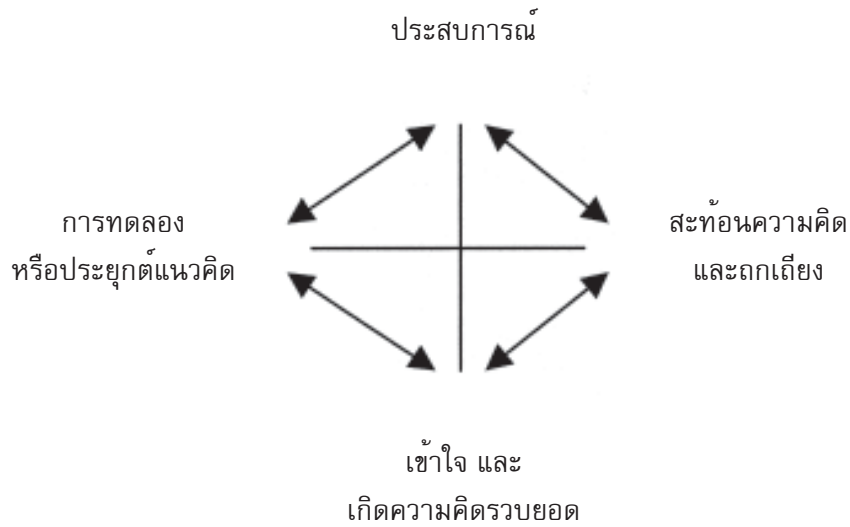 ประสบการณ์
การทดลอง
หรือประยุกต์แนวคิด
สะท้อนความคิด
และถกเถียง
เข้าใจ และ
เกิดความคิดรวบยอด